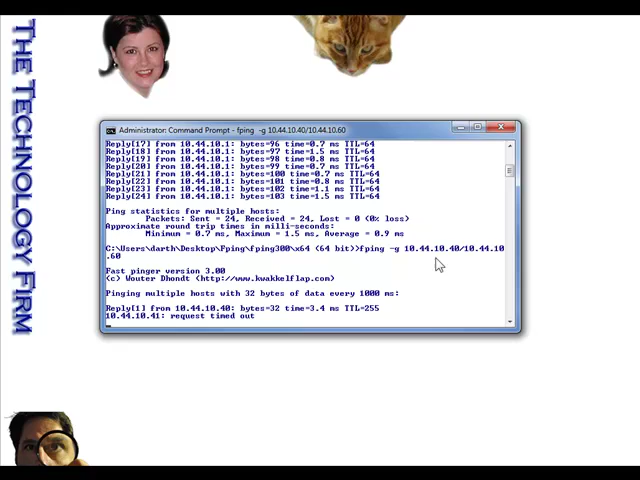 THE TECHNOLOGY FIRM
Administrator: Command Prompt - fping -g 10.44.10.40/10.44.10.60
Reply[17] from 10.44.10.1: bytes=96 time=0.7 ms TTL=64
Reply[18] from 10.44.10.1: bytes=97 time=1.5 ms TTL=64
Reply[19] from 10.44.10.1: bytes=98 time=0.8 ms TTL=64
Reply[20] from 10.44.10.1: bytes=99 time=0.7 ms TTL=64
Reply[21] from 10.44.10.1: bytes=100 time=0.7 ms TTL=64
Reply[22] from 10.44.10.1: bytes=101 time=0.8 ms TTL=64
Reply[23] from 10.44.10.1: bytes=102 time=1.1 ms TTL=64
Reply[24] from 10.44.10.1: bytes=103 time=1.5 ms TTL=64
Ping statistics for multiple hosts:
Packets: Sent = 24, Received = 24, Lost = 0 (0% loss)
Approximate round trip times in milli-seconds:
Minimum = 0.7 ms, Maximum = 1.5 ms, Average = 0.9 ms
C:\Users\darth\Desktop\Fping\fping300\x64 (64 bit)>fping -g 10.44.10.40/10.44.10
.60
Fast pinger version 3.00
(c) Wouter Dhondt (http://www.kwakkelflap.com)
Pinging multiple hosts with 32 bytes of data every 1000 ms:
Reply[1] from 10.44.10.40: bytes=32 time=3.4 ms TTL=255
10.44.10.41: request timed out